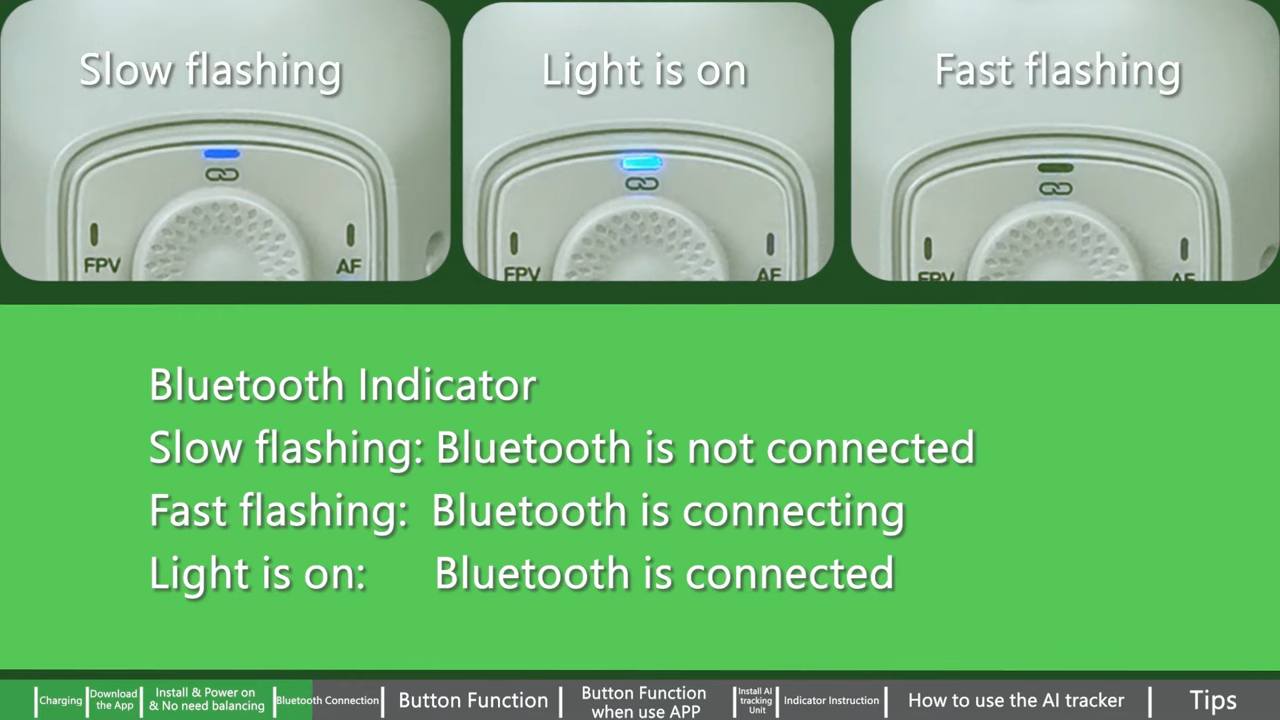 Slow flashing
Light is on
Fast flashing
FPV
AF
FPV
AF
FPV
AF
Bluetooth Indicator
Slow flashing: Bluetooth is not connected
Fast flashing: Bluetooth is connecting
Light is on: Bluetooth is connected
Charging
Download
the App
Install & Power on
& No need balancing
Bluetooth Connection
Button Function
Button Function
when use APP
Install AI
tracking
Unit
Indicator Instruction
How to use the AI tracker
Tips